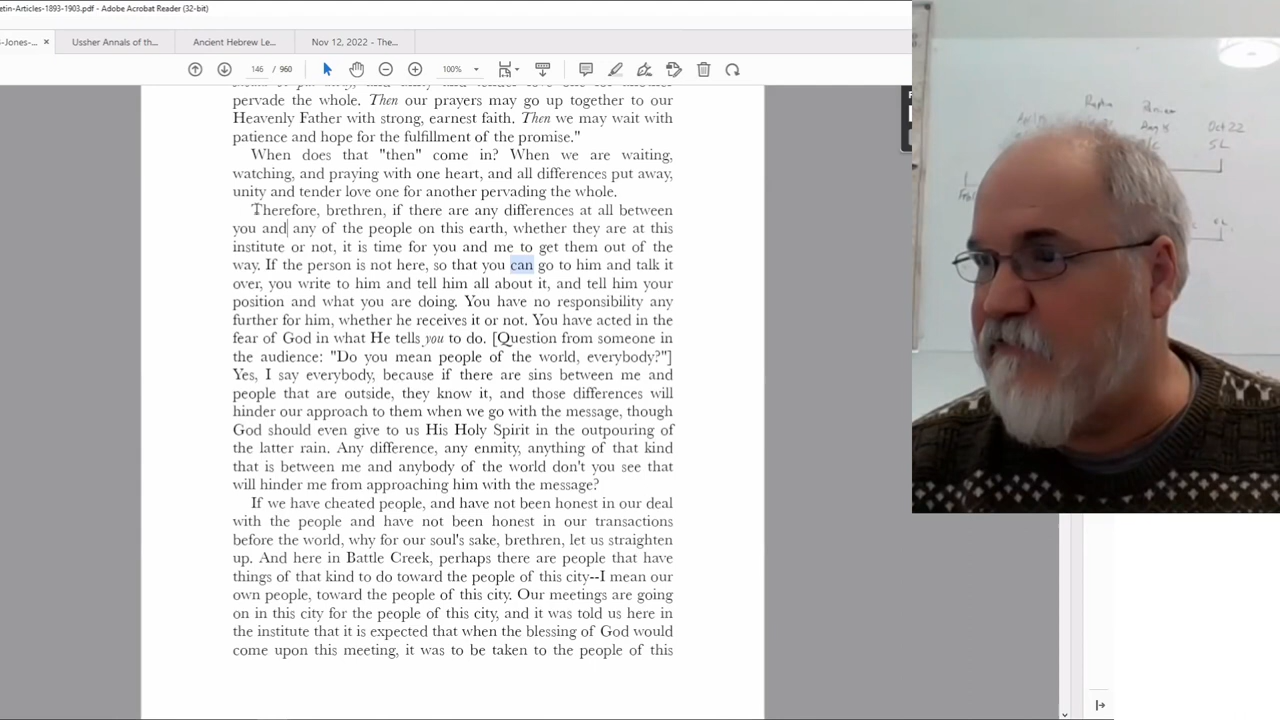 etin-Articles-1893-1903.pdf - Adobe Acrobat Reader (32-bit)
-Jones-... × Ussher Annals of th... Ancient Hebrew Le... Nov 12, 2022 - The...
146 / 960 100%
pervade the whole. Then our prayers may go up together to our
Heavenly Father with strong, earnest faith. Then we may wait with
patience and hope for the fulfillment of the promise."
When does that "then" come in? When we are waiting,
watching, and praying with one heart, and all differences put away,
unity and tender love one for another pervading the whole.
Therefore, brethren, if there are any differences at all between
you and any of the people on this earth, whether they are at this
institute or not, it is time for you and me to get them out of the
way. If the person is not here, so that you can go to him and talk it
over, you write to him and tell him all about it, and tell him your
position and what you are doing. You have no responsibility any
further for him, whether he receives it or not. You have acted in the
fear of God in what He tells you to do. [Question from someone in
the audience: "Do you mean people of the world, everybody?"]
Yes, I say everybody, because if there are sins between me and
people that are outside, they know it, and those differences will
hinder our approach to them when we go with the message, though
God should even give to us His Holy Spirit in the outpouring of
the latter rain. Any difference, any enmity, anything of that kind
that is between me and anybody of the world don't you see that
will hinder me from approaching him with the message?
If we have cheated people, and have not been honest in our deal
with the people and have not been honest in our transactions
before the world, why for our soul's sake, brethren, let us straighten
up. And here in Battle Creek, perhaps there are people that have
things of that kind to do toward the people of this city--I mean our
own people, toward the people of this city. Our meetings are going
on in this city for the people of this city, and it was told us here in
the institute that it is expected that when the blessing of God would
come upon this meeting, it was to be taken to the people of this
Oct 22
SL